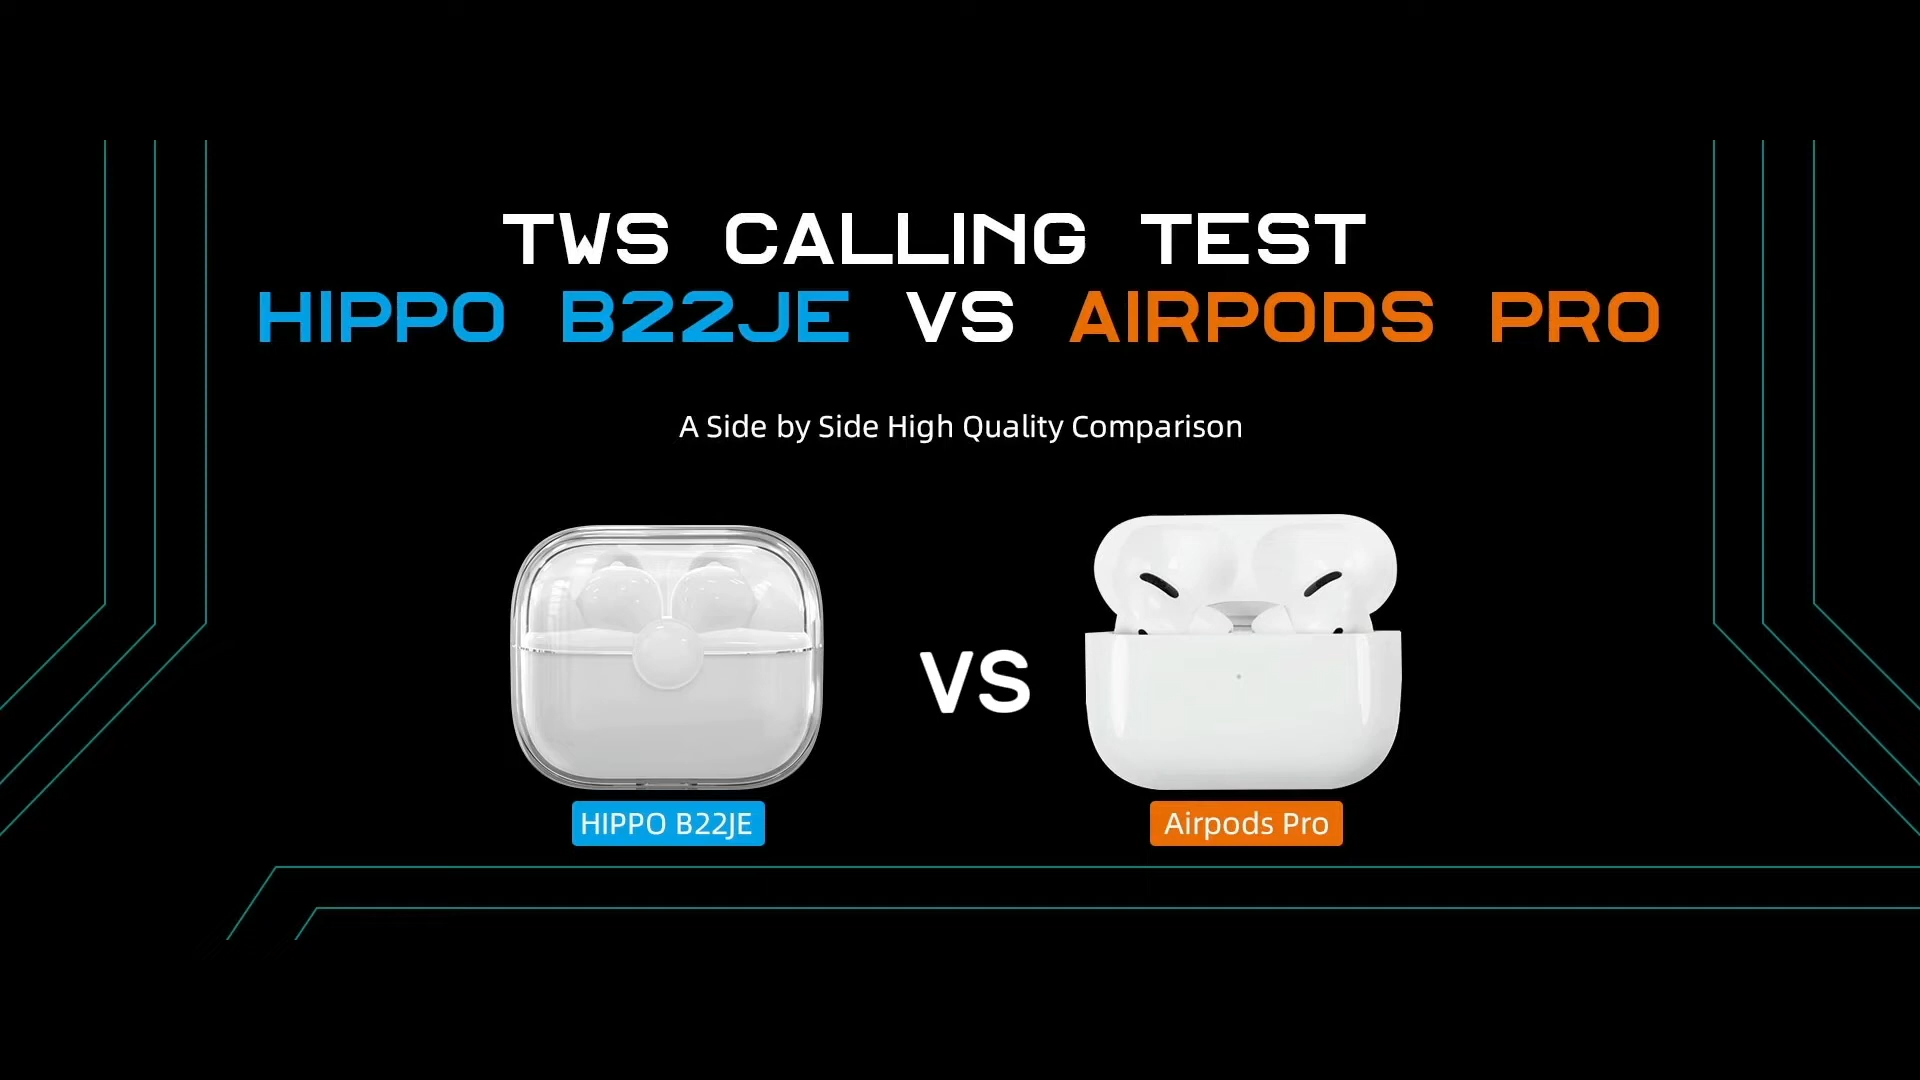 TWS CALLING TEST
HIPPO B22JE VS AIRPODS PRO
A Side by Side High Quality Comparison
VS
HIPPO B22JE
Airpods Pro